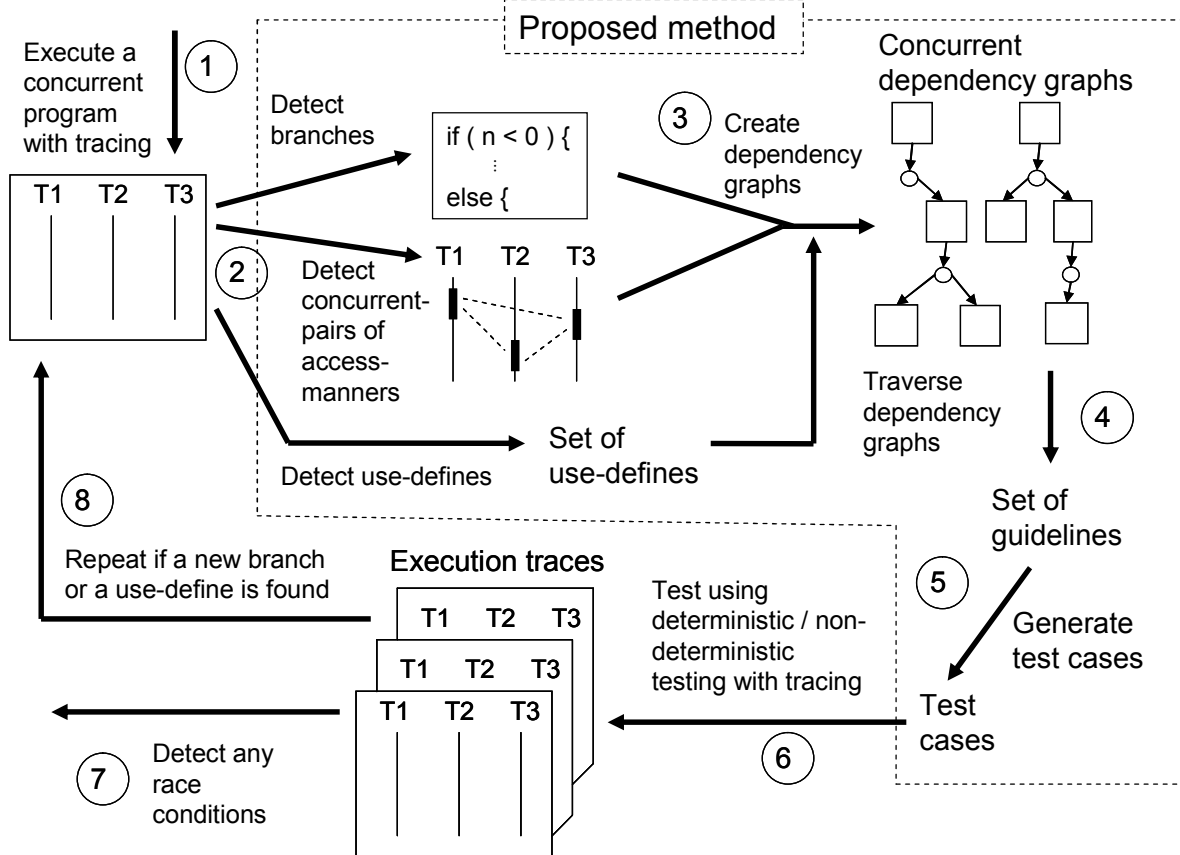 Proposed method
Execute a
concurrent
program
with tracing
1
T1 T2 T3
2
Detect
branches
if ( n < 0 ) {
⋮
else {
Detect
concurrent-
pairs of
access-
manners
T1 T2 T3
Detect use-defines
Set of
use-defines
3
Create
dependency
graphs
Concurrent
dependency graphs
Traverse
dependency
graphs
4
Set of
guidelines
5
Generate
test cases
Test
cases
6
Test using
deterministic / non-
deterministic
testing with tracing
Execution traces
T1 T2 T3
T1 T2 T3
T1 T2 T3
7
Detect any
race
conditions
8
Repeat if a new branch
or a use-define is found